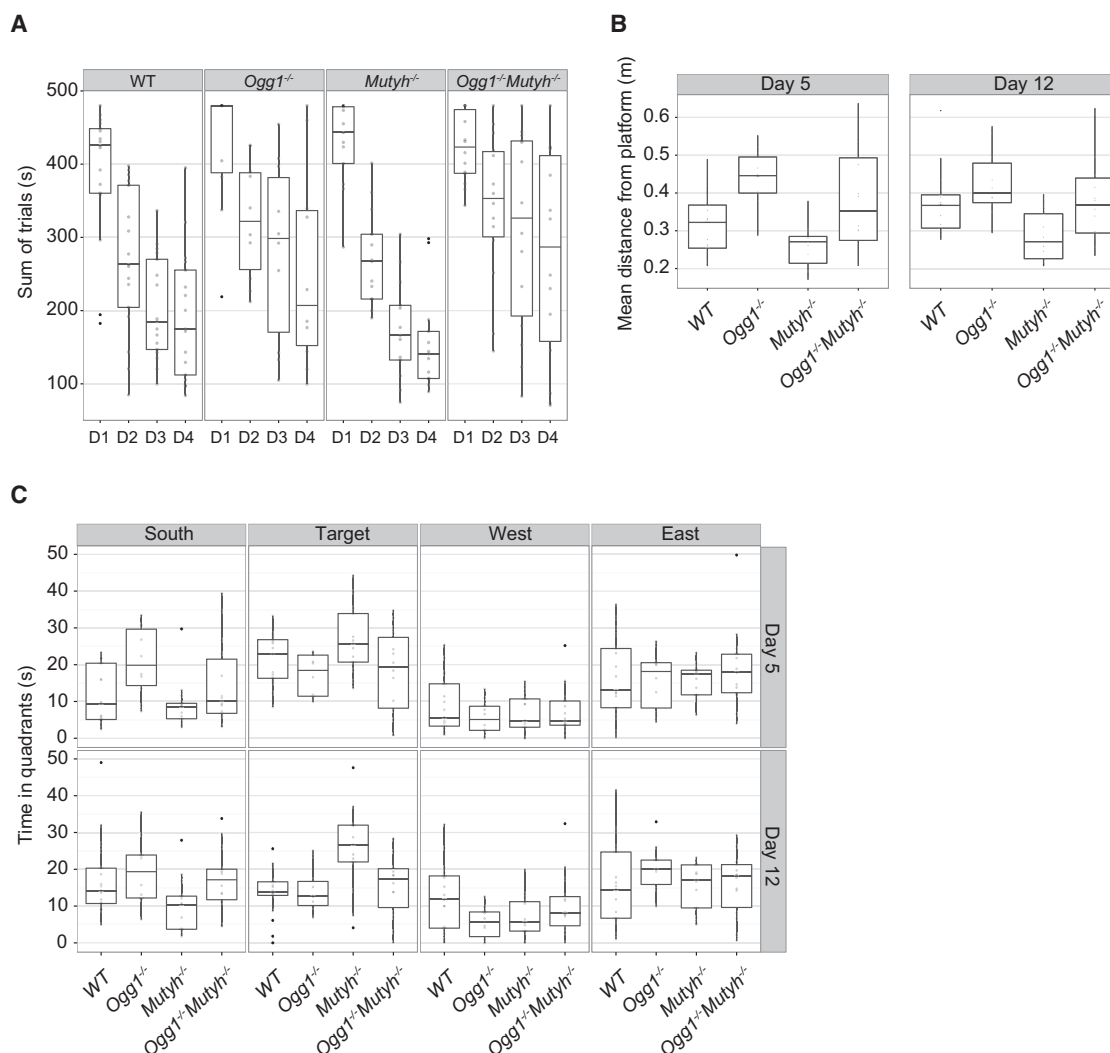 A
WT Ogg1-/- Mutyh-/- Ogg1-/-Mutyh-/-
Sum of trials (s)
500
400
300
200
100
D1 D2 D3 D4 D1 D2 D3 D4 D1 D2 D3 D4 D1 D2 D3 D4
B
Day 5 Day 12
Mean distance from platform (m)
0.6
0.5
0.4
0.3
0.2
WT Ogg1-/- Mutyh-/- Ogg1-/-Mutyh-/- WT Ogg1-/- Mutyh-/- Ogg1-/-Mutyh-/-
C
South Target West East
Time in quadrants (s)
50
40
30
20
10
0
Day 5
50
40
30
20
10
0
Day 12
WT Ogg1-/- Mutyh-/- Ogg1-/-Mutyh-/- WT Ogg1-/- Mutyh-/- Ogg1-/-Mutyh-/- WT Ogg1-/- Mutyh-/- Ogg1-/-Mutyh-/- WT Ogg1-/- Mutyh-/- Ogg1-/-Mutyh-/-